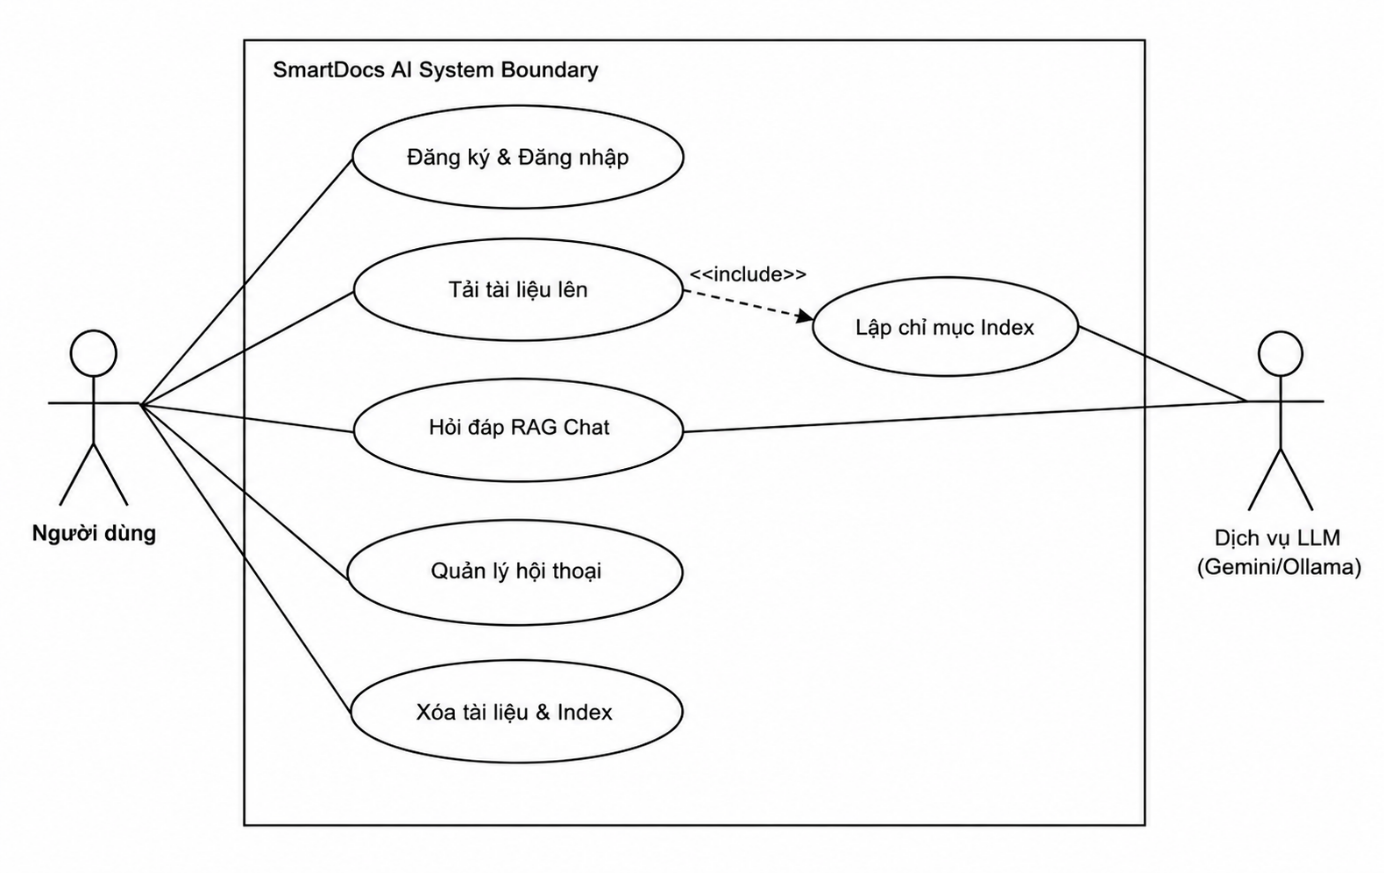 SmartDocs AI System Boundary
Đăng ký & Đăng nhập
Tải tài liệu lên
<<include>>
Lập chỉ mục Index
Hỏi đáp RAG Chat
Người dùng
Dịch vụ LLM
(Gemini/Ollama)
Quản lý hội thoại
Xóa tài liệu & Index